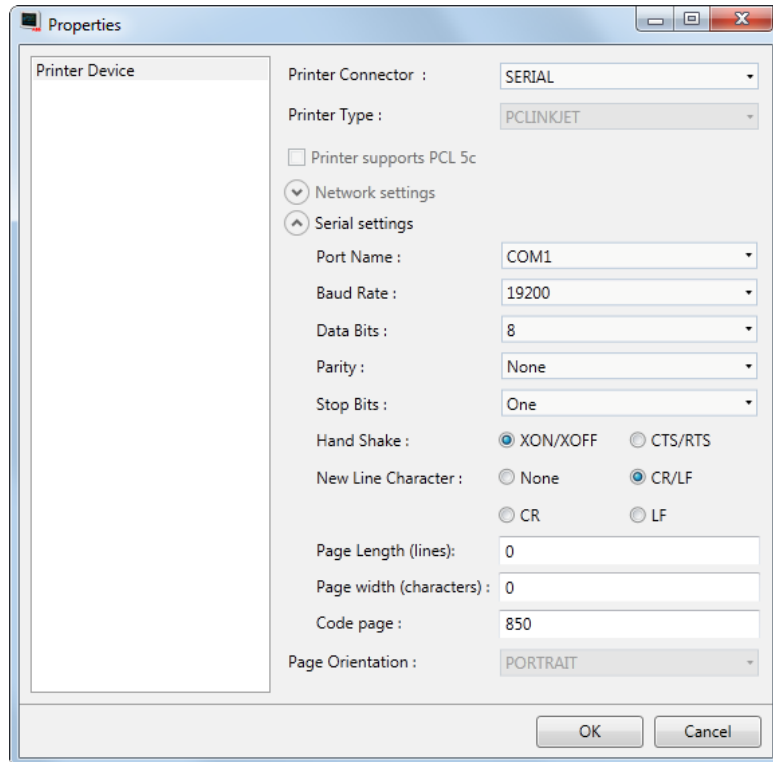 Properties
Printer Device
Printer Connector : SERIAL
Printer Type : PCLINKJET
Printer supports PCL 5c
Network settings
Serial settings
Port Name : COM1
Baud Rate : 19200
Data Bits : 8
Parity : None
Stop Bits : One
Hand Shake : XON/XOFF CTS/RTS
New Line Character : None CR/LF
CR LF
Page Length (lines): 0
Page width (characters) : 0
Code page : 850
Page Orientation : PORTRAIT
OK Cancel